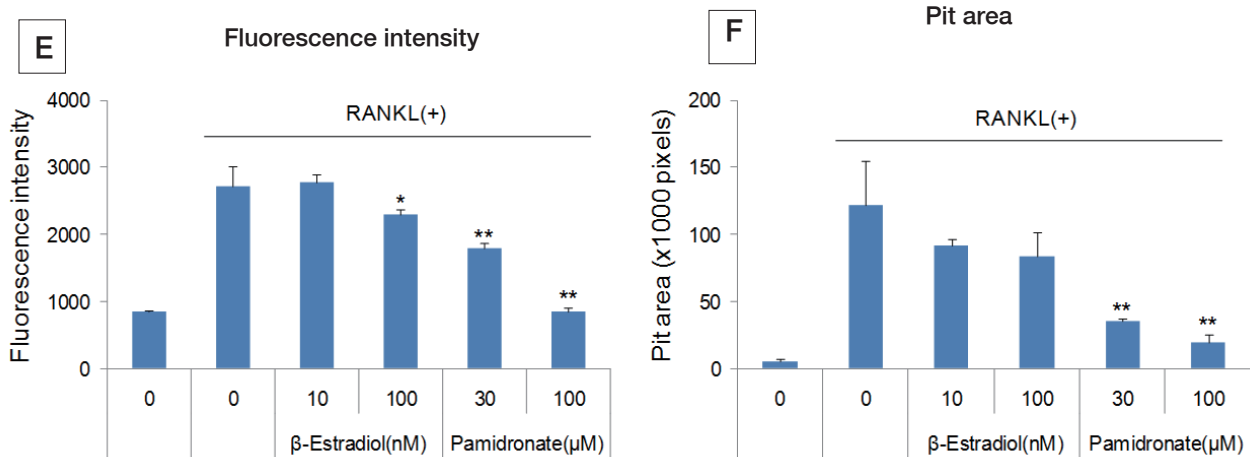 E
Fluorescence intensity
Fluorescence intensity
4000
3000
2000
1000
0
RANKL(+)
*
**
**
0 0 10 100 30 100
β-Estradiol(nM) Pamidronate(µM)
F
Pit area
Pit area (x1000 pixels)
200
150
100
50
0
RANKL(+)
**
**
0 0 10 100 30 100
β-Estradiol(nM) Pamidronate(µM)